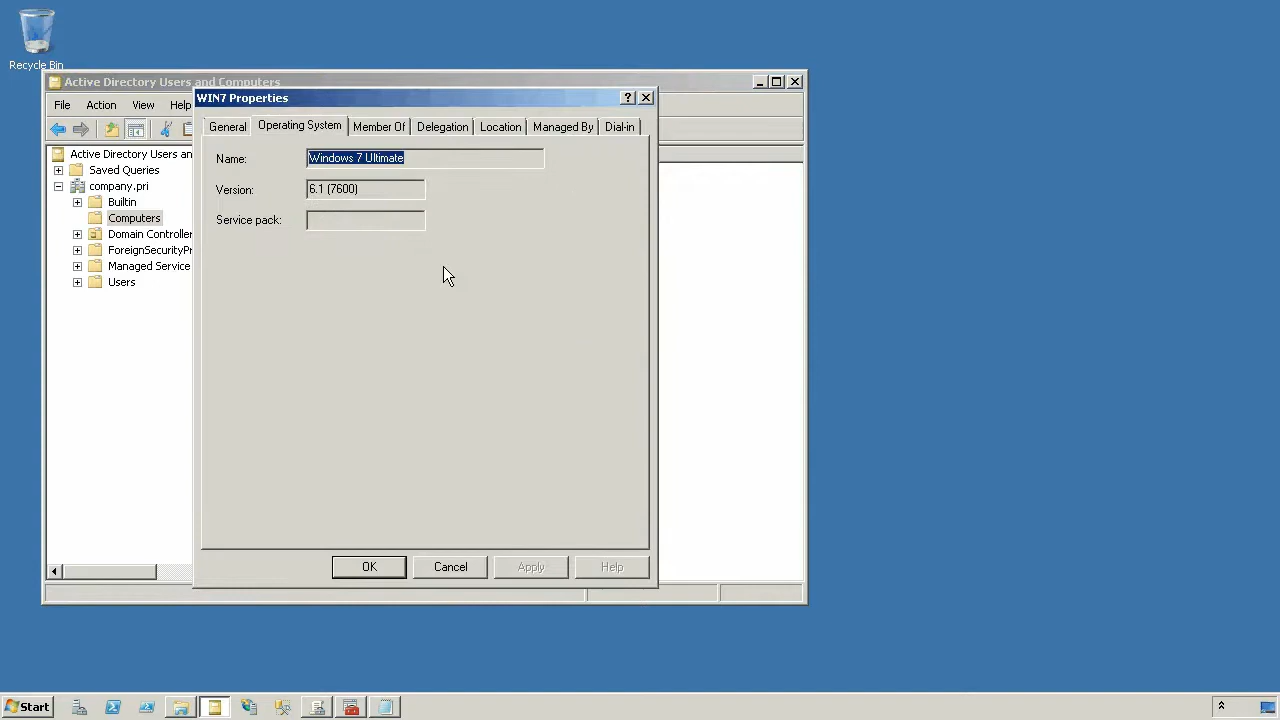 Recycle Bin
Active Directory Users and Computers
File Action View Help
WIN7 Properties
General Operating System Member Of Delegation Location Managed By Dial-in
Name: Windows 7 Ultimate
Version: 6.1 (7600)
Service pack:
Active Directory Users an
Saved Queries
company.pri
Builtin
Computers
Domain Controller
ForeignSecurityPr
Managed Service
Users
OK Cancel Apply Help
Start